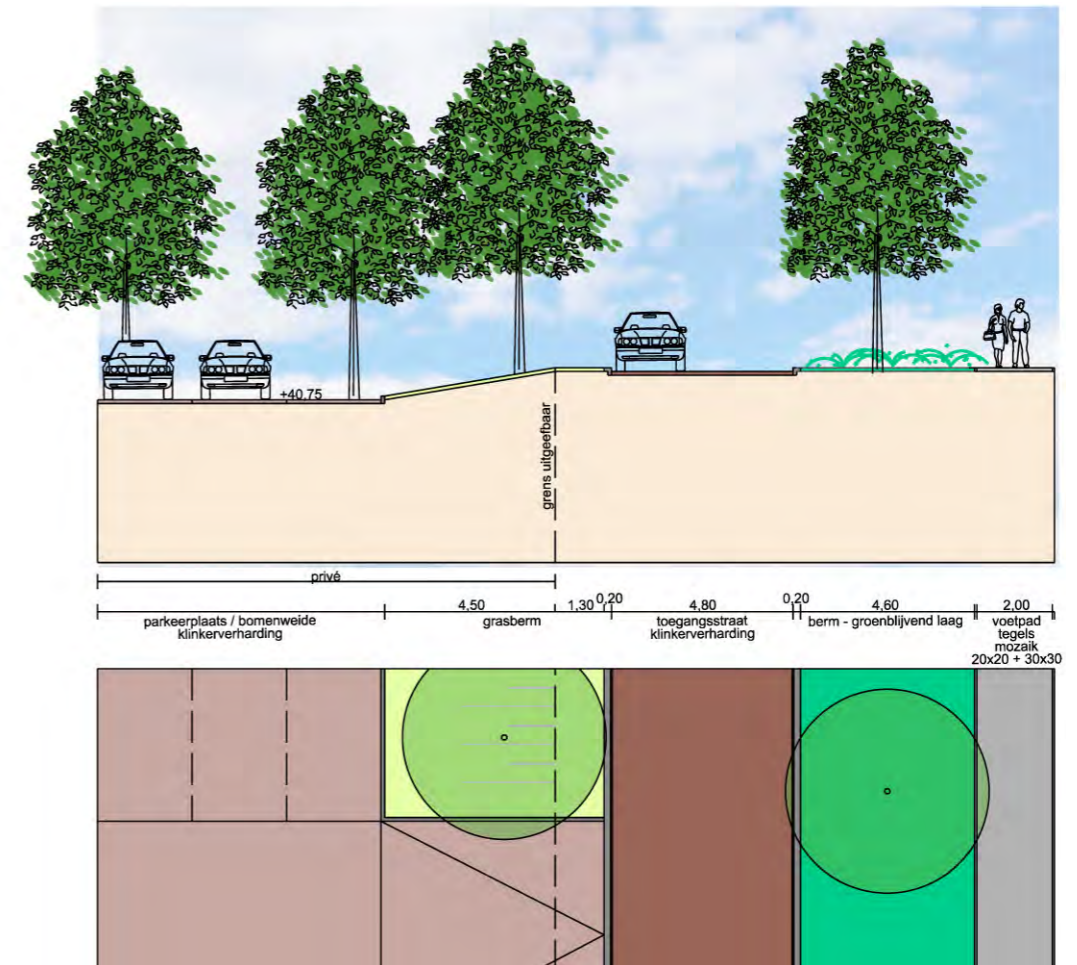 +40,75
grens uitgeefbaar
privé
4,50 1,30 0,20 4,80 0,20 4,60 2,00
parkeerplaats / bomenweide
klinkerverharding
grasberm
toegangsstraat
klinkerverharding
berm - groenblijvend laag
voetpad
tegels
mozaik
20x20 + 30x30